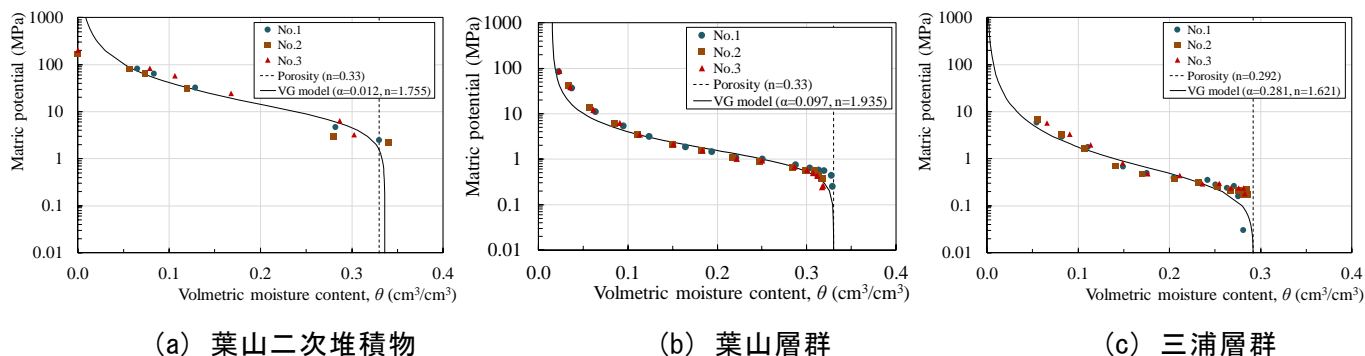 1000
100
10
1
0.1
0.01
Matric potential (MPa)
No.1
No.2
No.3
Porosity (n=0.33)
VG model (α=0.012, n=1.755)
0.0 0.1 0.2 0.3 0.4
Volmetric moisture content, θ (cm³/cm³)
(a) 葉山二次堆積物
1000
100
10
1
0.1
0.01
Matric potential (MPa)
No.1
No.2
No.3
Porosity (n=0.33)
VG model (α=0.097, n=1.935)
0.0 0.1 0.2 0.3 0.4
Volmetric moisture content, θ (cm³/cm³)
(b) 葉山層群
1000
100
10
1
0.1
0.01
Matric potential (MPa)
No.1
No.2
No.3
Porosity (n=0.292)
VG model (α=0.281, n=1.621)
0.0 0.1 0.2 0.3 0.4
Volmetric moisture content, θ (cm³/cm³)
(c) 三浦層群